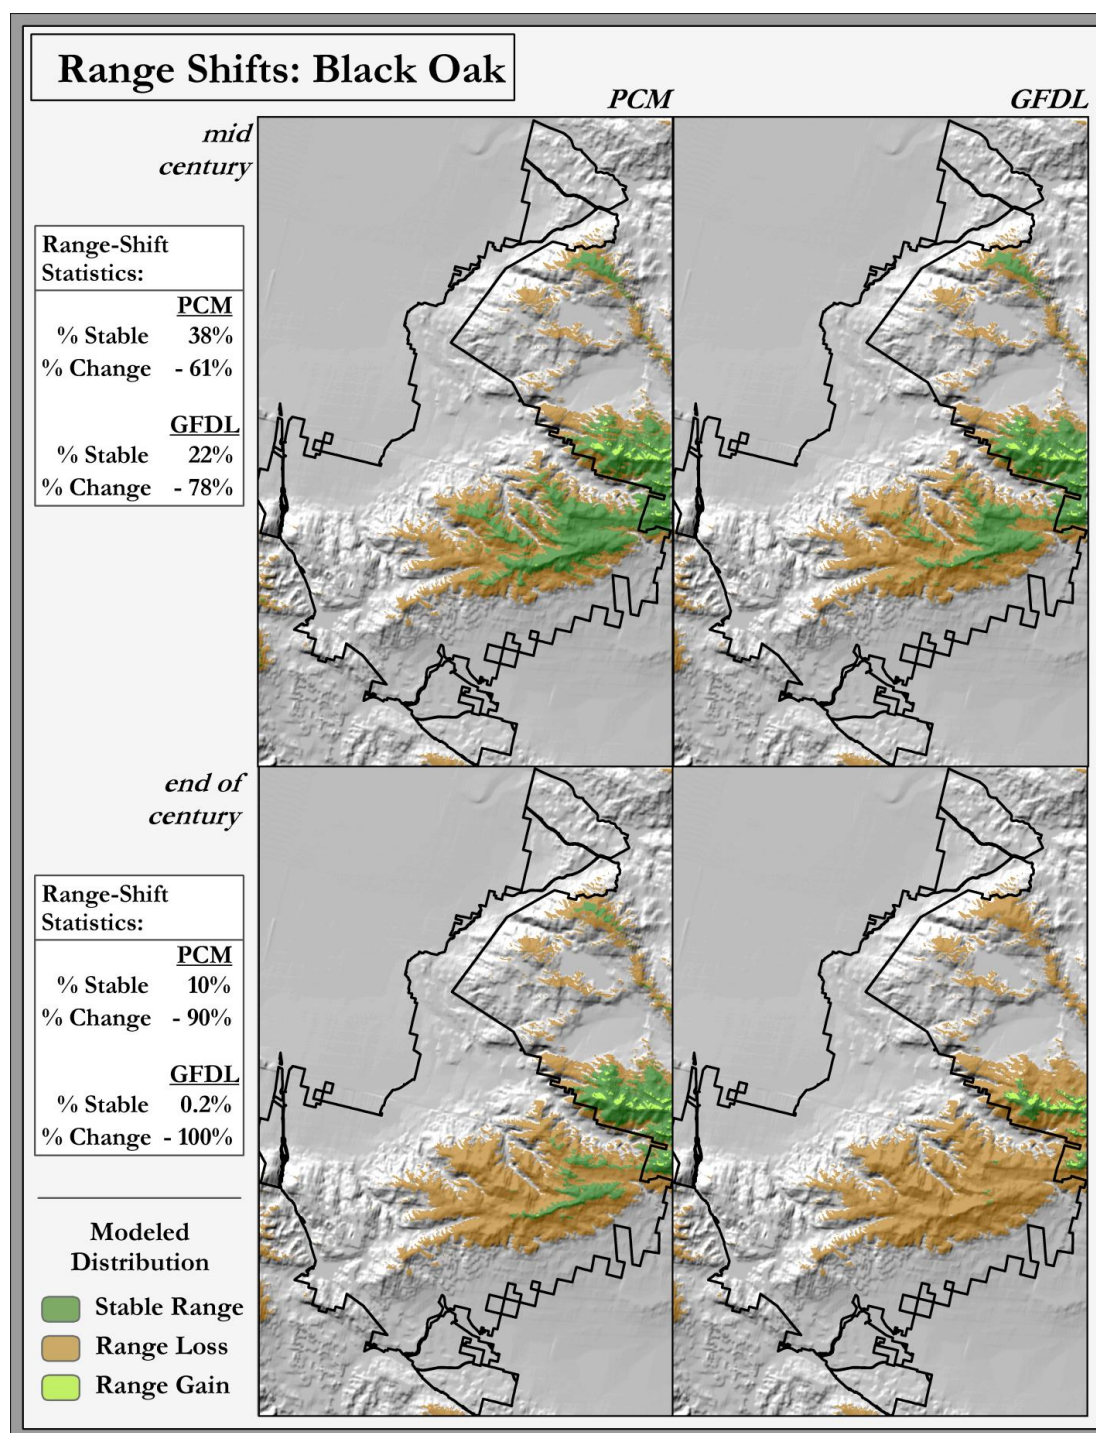 Range Shifts: Black Oak
PCM
GFDL
mid
century
Range-Shift
Statistics:
PCM
% Stable 38%
% Change - 61%
GFDL
% Stable 22%
% Change - 78%
end of
century
Range-Shift
Statistics:
PCM
% Stable 10%
% Change - 90%
GFDL
% Stable 0.2%
% Change - 100%
Modeled
Distribution
Stable Range
Range Loss
Range Gain